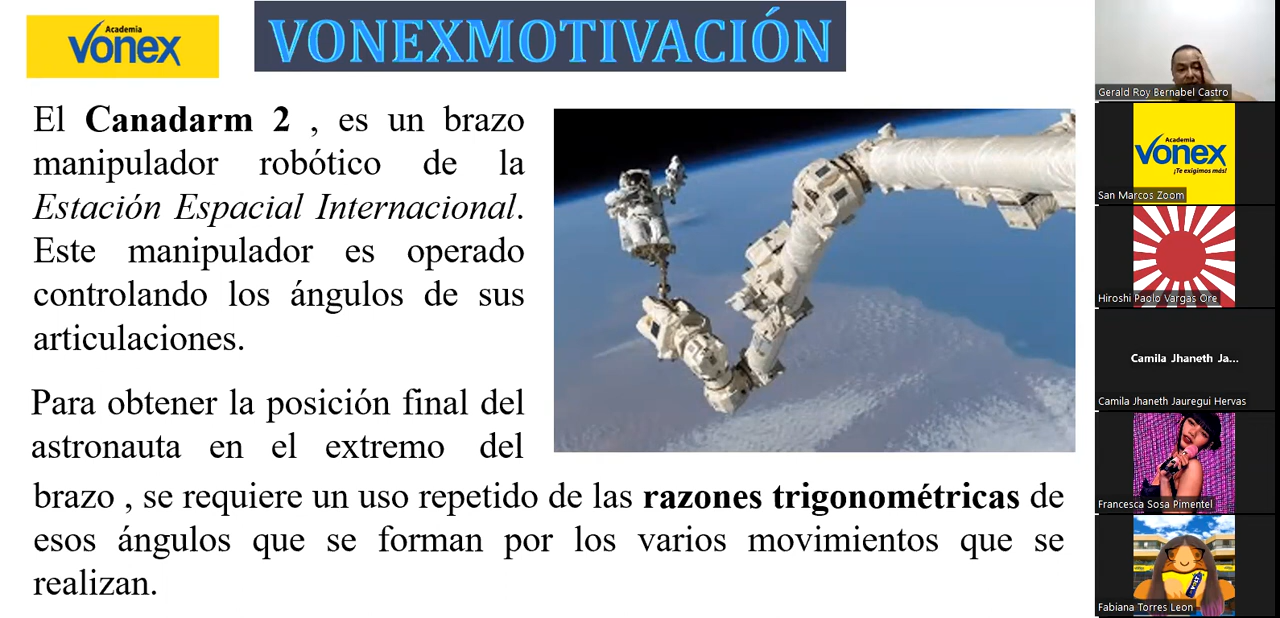 Academia
vonex
VONEXMOTIVACIÓN
El Canadarm 2 , es un brazo
manipulador robótico de la
Estación Espacial Internacional.
Este manipulador es operado
controlando los ángulos de sus
articulaciones.
Para obtener la posición final del
astronauta en el extremo del
brazo , se requiere un uso repetido de las razones trigonométricas de
esos ángulos que se forman por los varios movimientos que se
realizan.
Gerald Roy Bernabel Castro
Academia
vonex
¡Te exigimos más!
San Marcos Zoom
Hiroshi Paolo Vargas Ore
Camila Jhaneth Ja...
Camila Jhaneth Jauregui Hervas
Francesca Sosa Pimentel
Fabiana Torres Leon